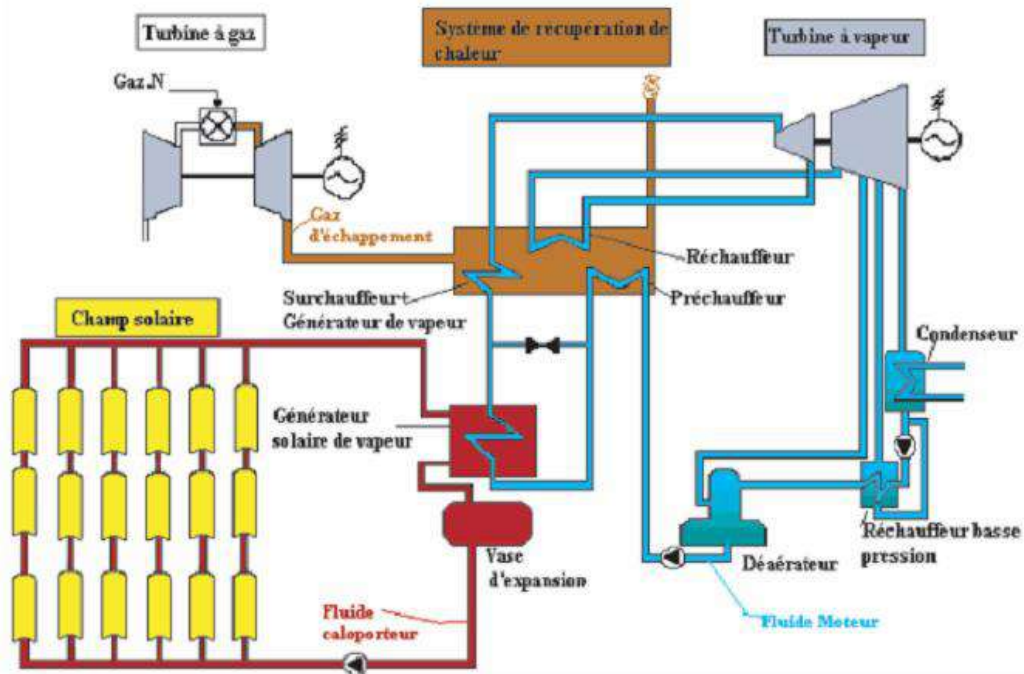 Turbine à gaz
Système de récupération de
chaleur
Turbine à vapeur
Gaz.N
Gaz
d'échappement
Réchauffeur
Surchauffeur+
Générateur de vapeur
Préchauffeur
Champ solaire
Condenseur
Générateur
solaire de vapeur
Réchauffeur basse
pression
Vase
d'expansion
Déaérateur
Fluide
caloporteur
Fluide Moteur